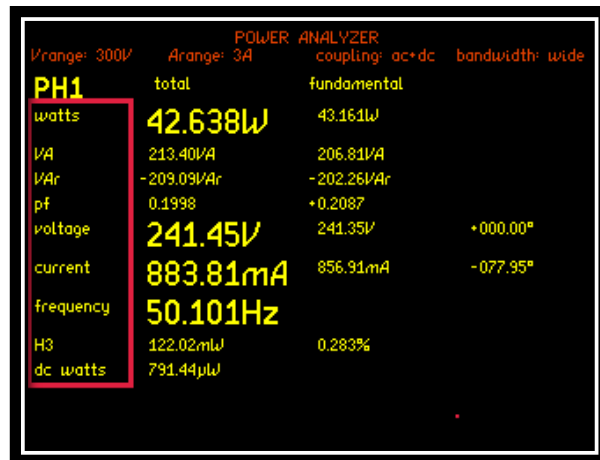 POWER ANALYZER
Vrange: 300V Arange: 3A coupling: ac+dc bandwidth: wide
PH1 total fundamental
watts 42.638W 43.161W
VA 213.40VA 206.81VA
VAr -209.09VAr -202.26VAr
pf 0.1998 +0.2087
voltage 241.45V 241.35V +000.00°
current 883.81mA 856.91mA -077.95°
frequency 50.101Hz
H3 122.02mW 0.283%
dc watts 791.44µW